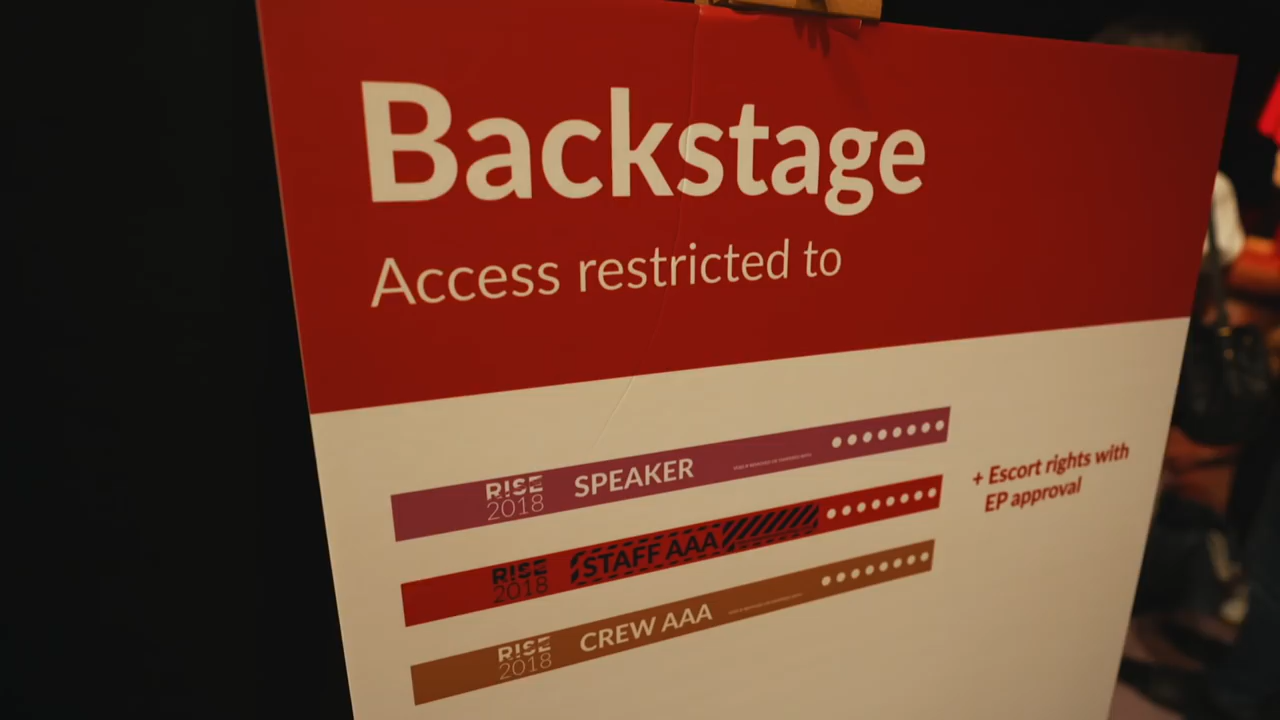 Backstage
Access restricted to
RISE
2018
SPEAKER
+ Escort rights with
EP approval
RISE
2018
STAFF AAA
RISE
2018
CREW AAA